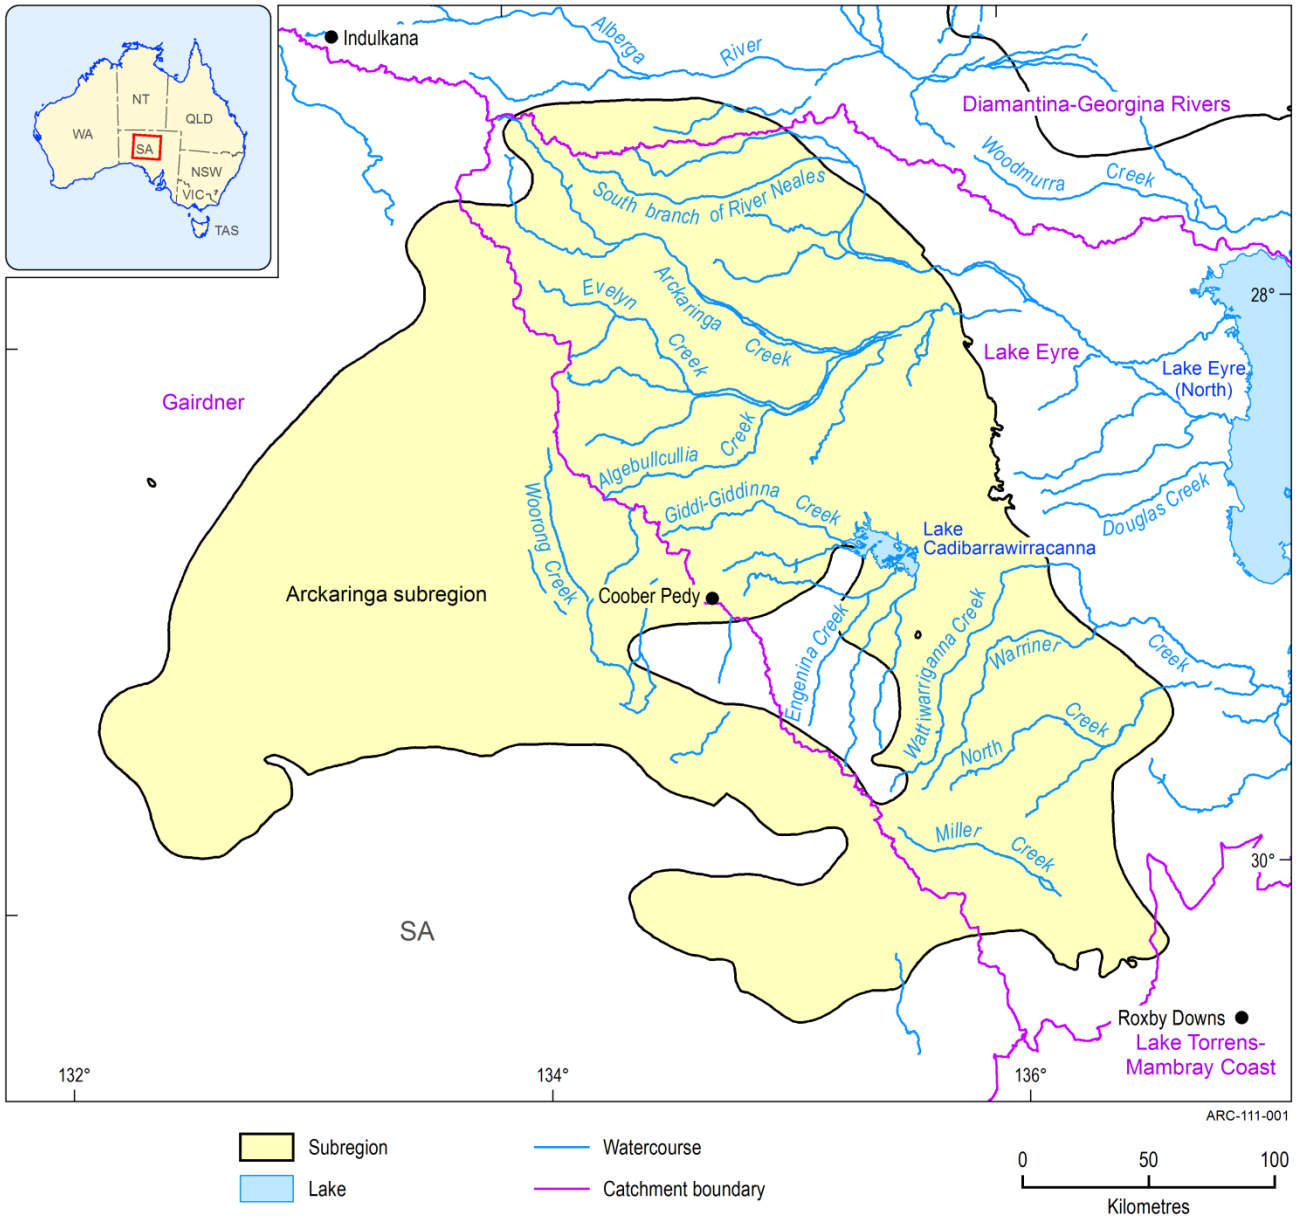 NT
WA
QLD
SA
NSW
VIC
TAS
Indulkana
Alberga
River
Diamantina-Georgina Rivers
Woodmurra
Creek
South branch of River Neales
28°
Evelyn
Creek
Arckaringa
Creek
Lake Eyre
Lake Eyre
(North)
Gairdner
Algebullcullia
Creek
Giddi-Giddinna
Creek
Douglas Creek
Woorong Creek
Lake
Cadibarrawirracanna
Arckaringa subregion
Coober Pedy
Engenina Creek
Wattiwarriganna Creek
Warriner
Creek
North
Creek
Miller
Creek
30°
SA
Roxby Downs
Lake Torrens-
Mambray Coast
132°
134°
136°
ARC-111-001
Subregion
Watercourse
Lake
Catchment boundary
0
50
100
Kilometres